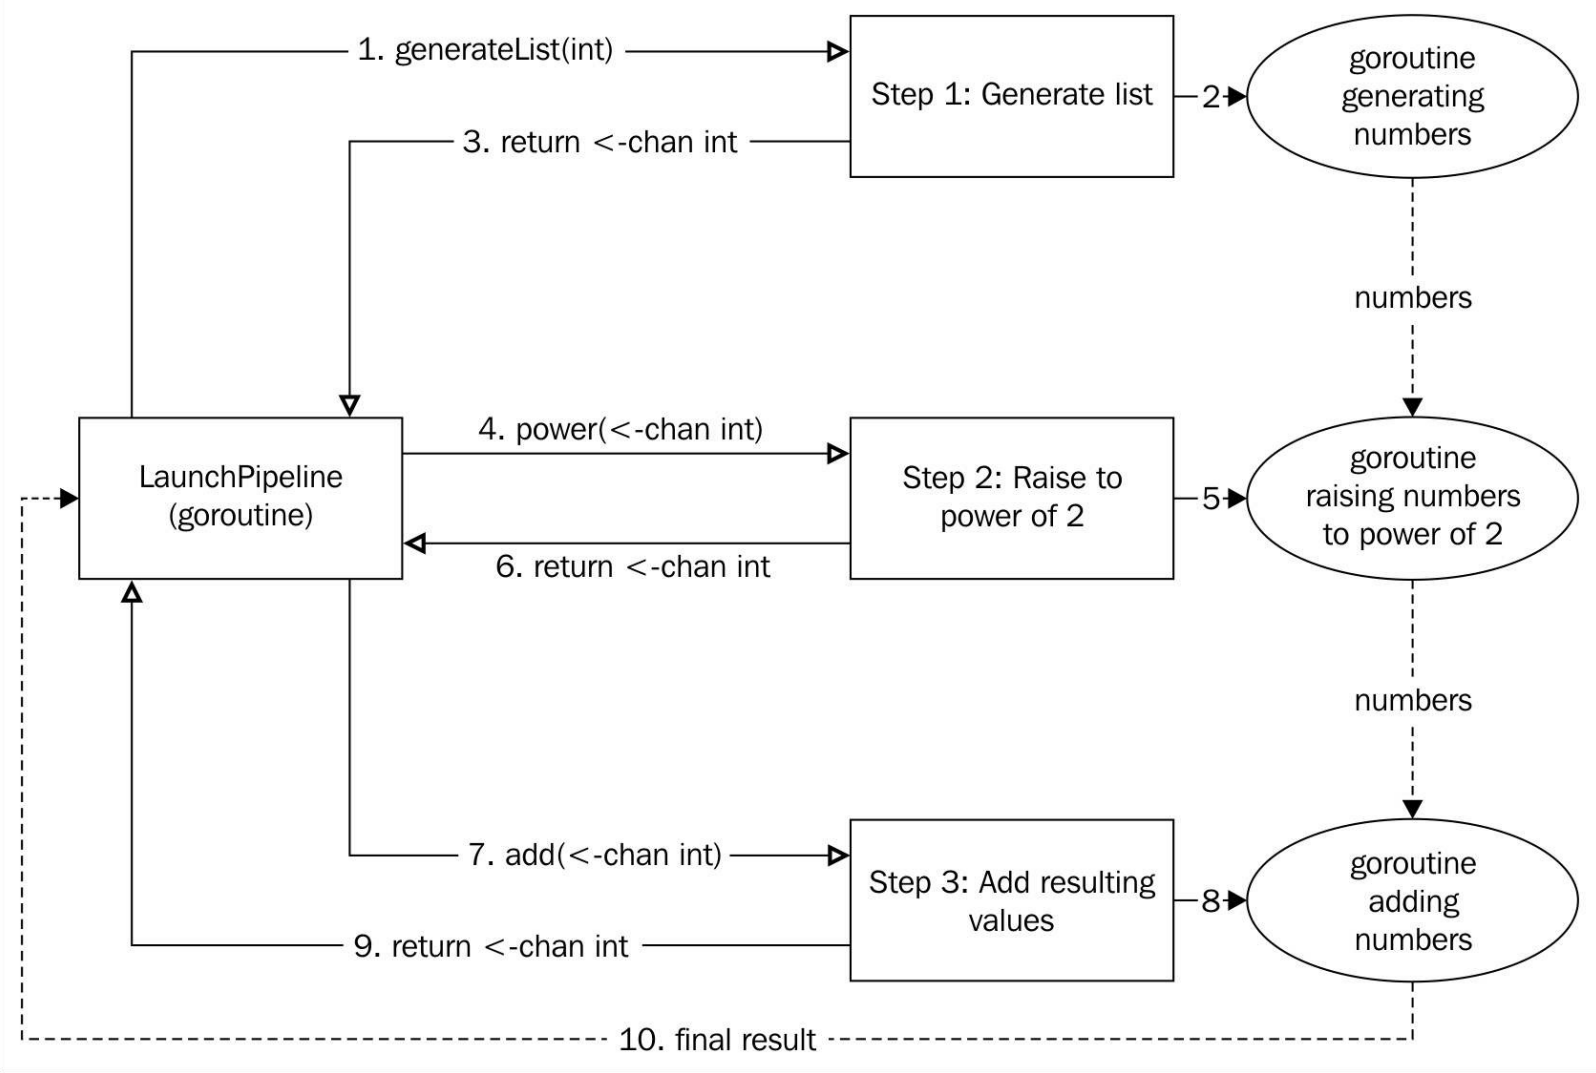 1. generateList(int)
Step 1: Generate list
2
goroutine
generating
numbers
3. return <-chan int
numbers
4. power(<-chan int)
LaunchPipeline
(goroutine)
Step 2: Raise to
power of 2
5
goroutine
raising numbers
to power of 2
6. return <-chan int
numbers
7. add(<-chan int)
Step 3: Add resulting
values
8
goroutine
adding
numbers
9. return <-chan int
10. final result